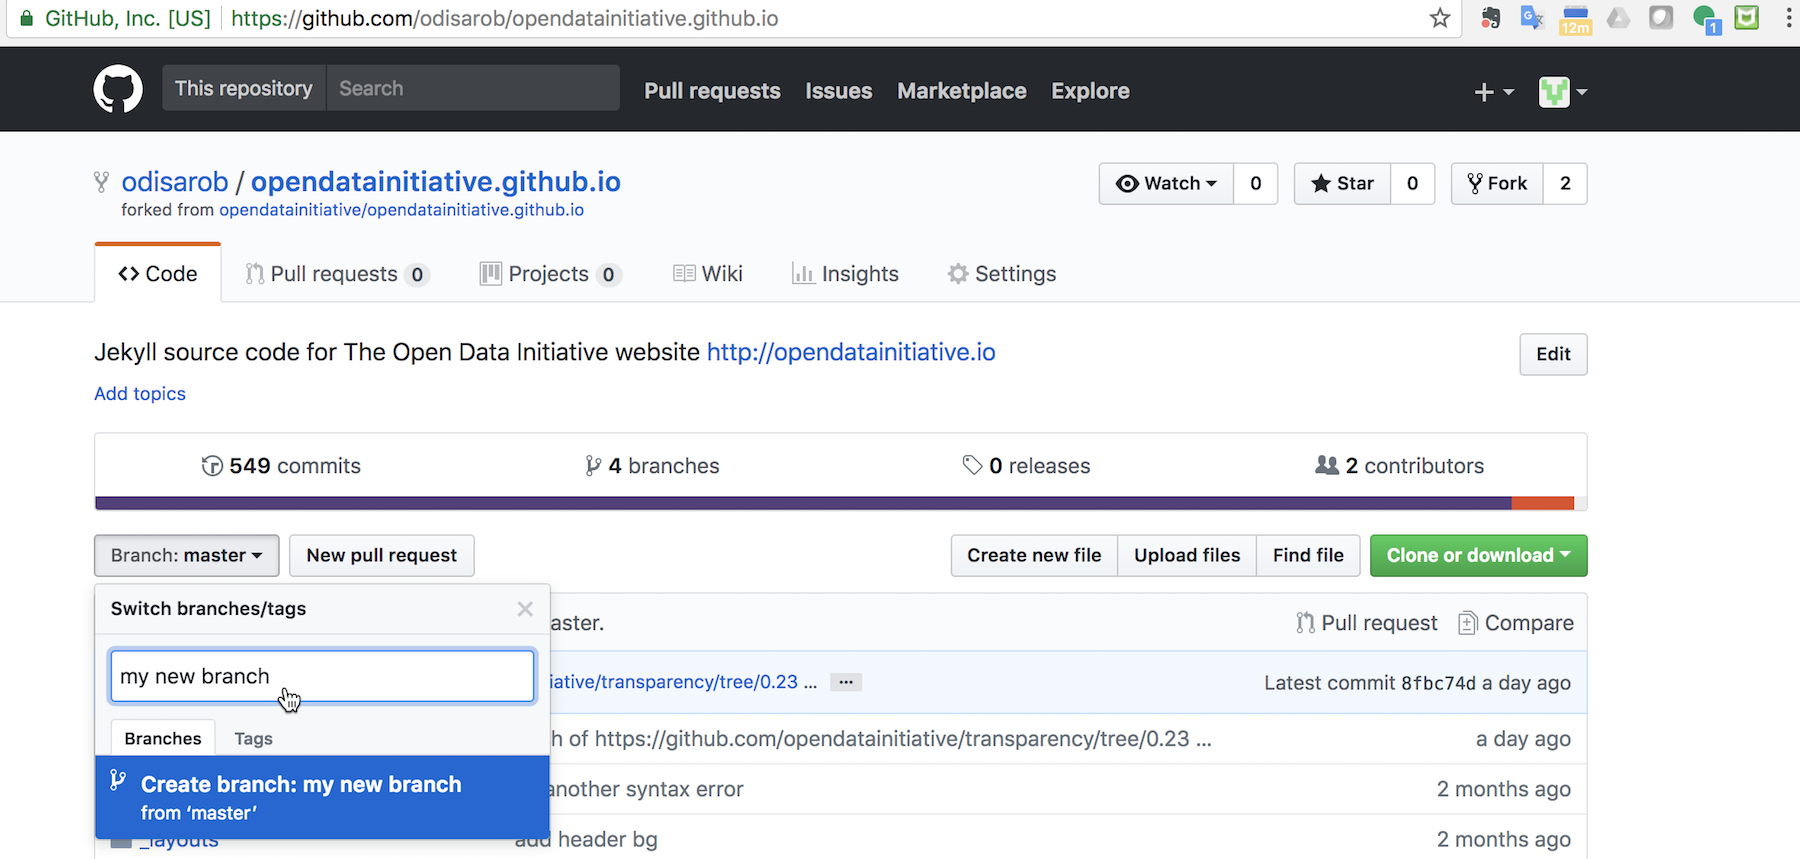 GitHub, Inc. [US] https://github.com/odisarob/opendatainitiative.github.io
12m
1
This repository Search Pull requests Issues Marketplace Explore
odisarob / opendatainitiative.github.io
Watch 0 Star 0 Fork 2
forked from opendatainitiative/opendatainitiative.github.io
Code Pull requests 0 Projects 0 Wiki Insights Settings
Jekyll source code for The Open Data Initiative website http://opendatainitiative.io
Edit
Add topics
549 commits 4 branches 0 releases 2 contributors
Branch: master New pull request Create new file Upload files Find file Clone or download
Switch branches/tags
aster. Pull request Compare
my new branch
iative/transparency/tree/0.23 ... ... Latest commit 8fbc74d a day ago
Branches Tags
h of https://github.com/opendatainitiative/transparency/tree/0.23 ... a day ago
Create branch: my new branch
from ‘master’
another syntax error 2 months ago
_layouts add header bg 2 months ago